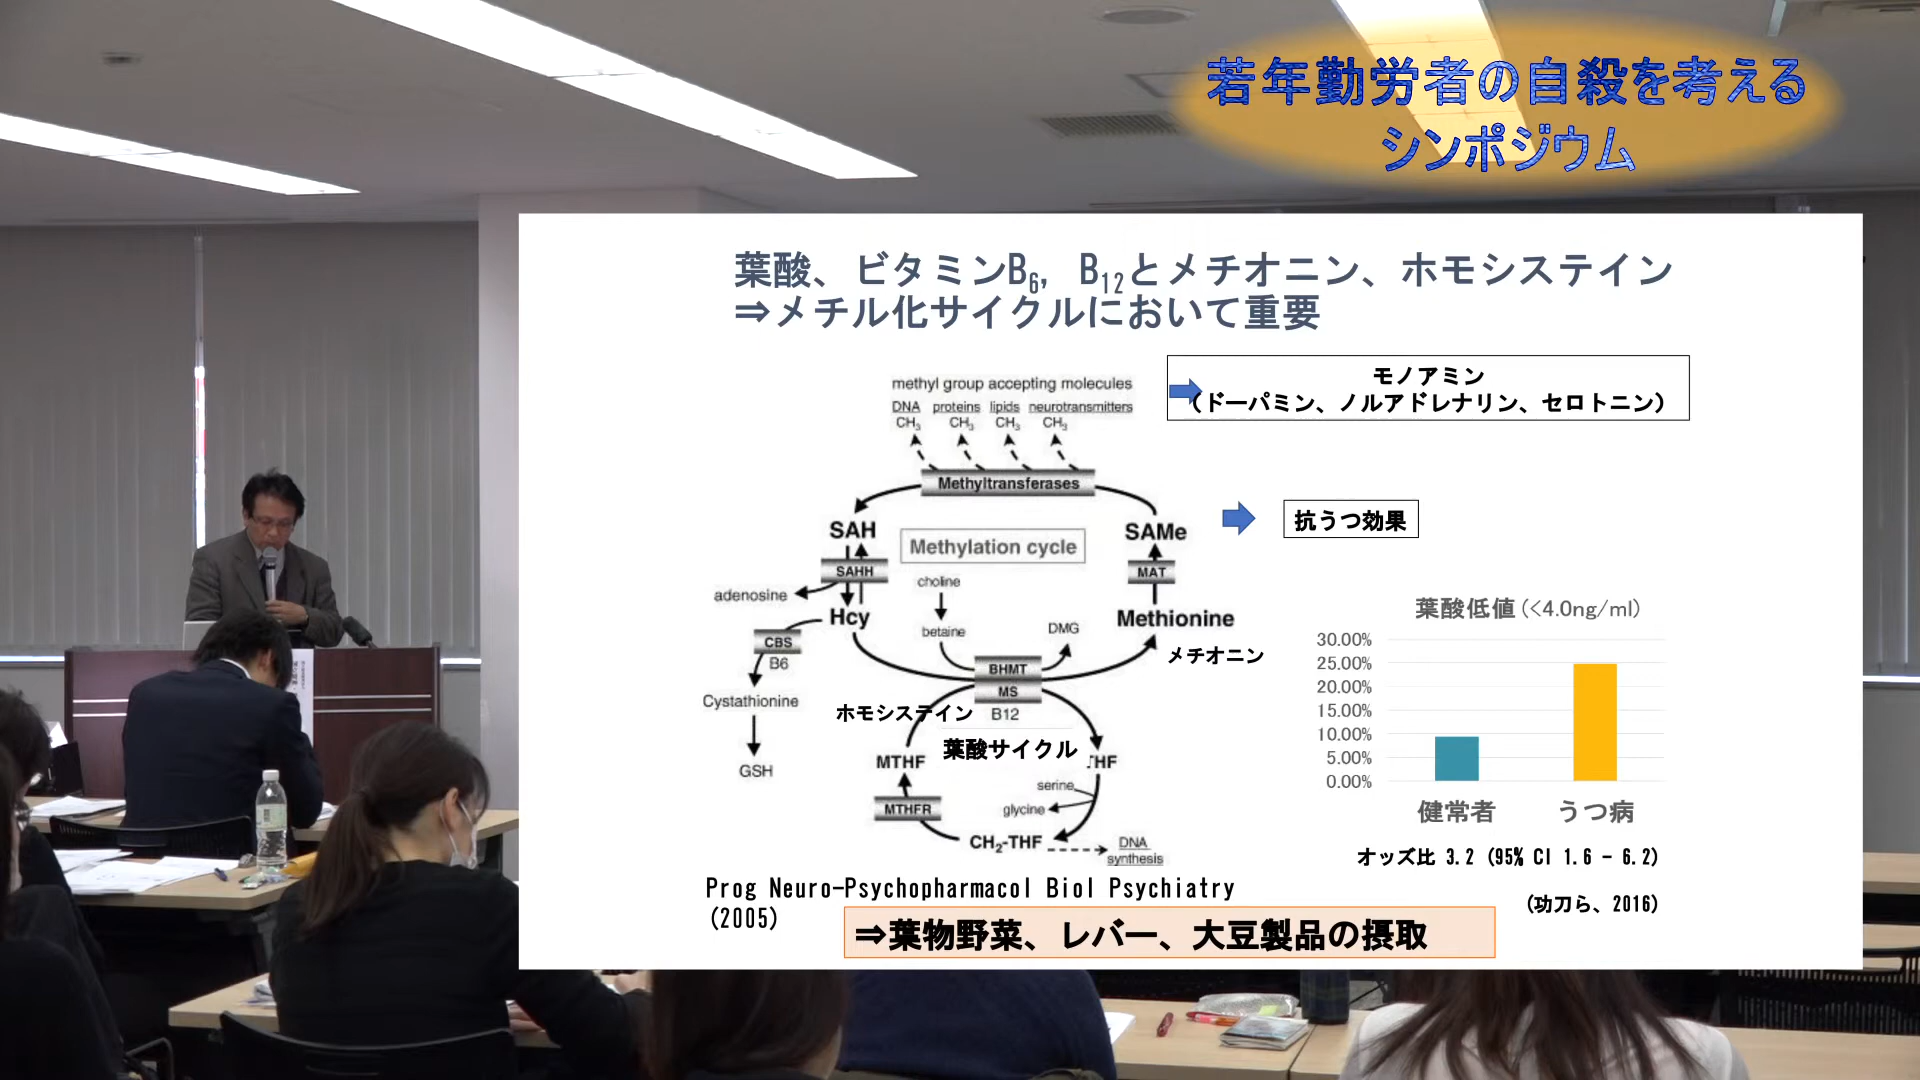 若年勤労者の自殺を考える
シンポジウム
葉酸、ビタミンB6, B12とメチオニン、ホモシステイン
⇒メチル化サイクルにおいて重要
methyl group accepting molecules
DNA proteins lipids neurotransmitters
CH3 CH3 CH3 CH3
モノアミン
(ドーパミン、ノルアドレナリン、セロトニン)
Methyltransferases
SAH
SAMe
抗うつ効果
Methylation cycle
SAHH
MAT
choline
adenosine
Hcy
Methionine
betaine
DMG
メチオニン
CBS
B6
BHMT
MS
B12
Cystathionine
ホモシステイン
葉酸サイクル
GSH
MTHF
THF
serine
glycine
MTHFR
CH2-THF
DNA
synthesis
葉酸低値(<4.0ng/ml)
30.00%
25.00%
20.00%
15.00%
10.00%
5.00%
0.00%
健常者 うつ病
オッズ比 3.2 (95% CI 1.6 - 6.2)
(功刀ら、2016)
Prog Neuro-Psychopharmacol Biol Psychiatry
(2005)
⇒葉物野菜、レバー、大豆製品の摂取